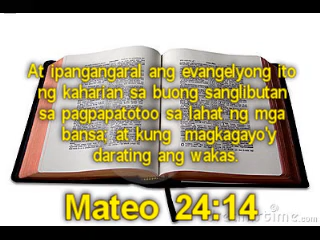 At ipangangaral ang evangelyong ito
ng kaharian sa buong sanglibutan
sa pagpapatotoo sa lahat ng mga
bansa; at kung magkagayo'y
darating ang wakas.
Mateo 24:14